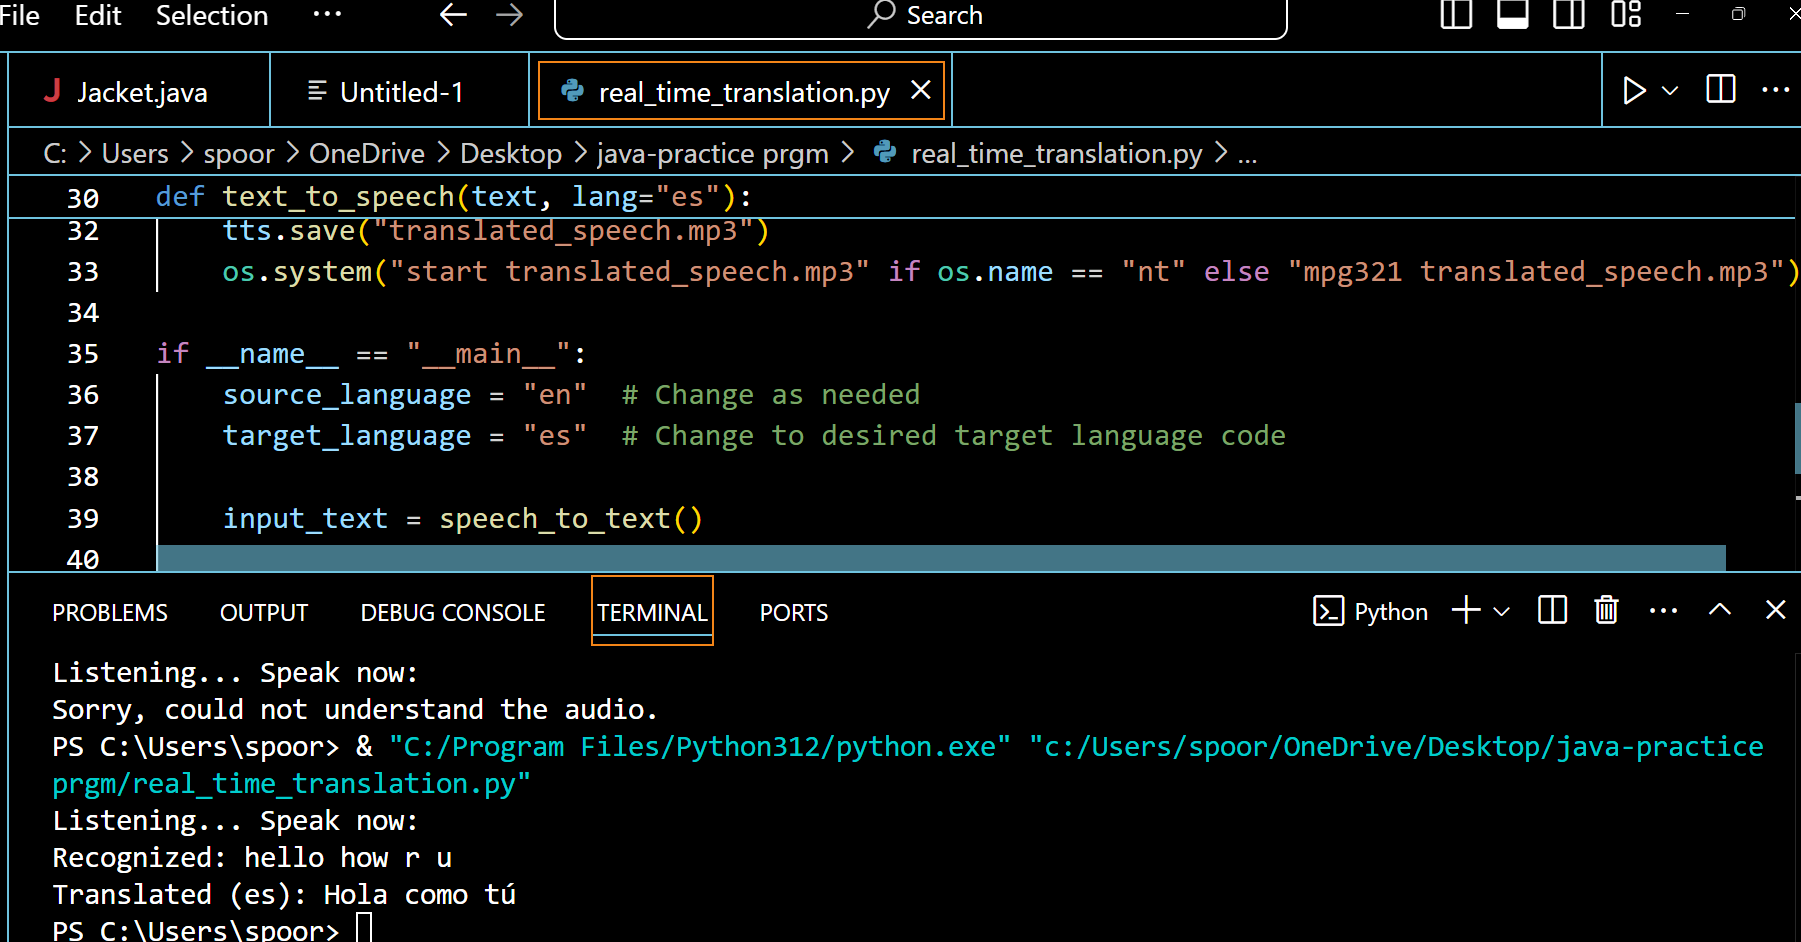 File Edit Selection ··· Search
Jacket.java Untitled-1 real_time_translation.py
C: > Users > spoor > OneDrive > Desktop > java-practice prgm > real_time_translation.py > ...
30 def text_to_speech(text, lang="es"):
32 tts.save("translated_speech.mp3")
33 os.system("start translated_speech.mp3" if os.name == "nt" else "mpg321 translated_speech.mp3")
34
35 if __name__ == "__main__":
36 source_language = "en"  # Change as needed
37 target_language = "es"  # Change to desired target language code
38
39 input_text = speech_to_text()
40
PROBLEMS OUTPUT DEBUG CONSOLE TERMINAL PORTS Python
Listening... Speak now:
Sorry, could not understand the audio.
PS C:\Users\spoor> & "C:/Program Files/Python312/python.exe" "c:/Users/spoor/OneDrive/Desktop/java-practice
prgm/real_time_translation.py"
Listening... Speak now:
Recognized: hello how r u
Translated (es): Hola como tú
PS C:\Users\spoor>